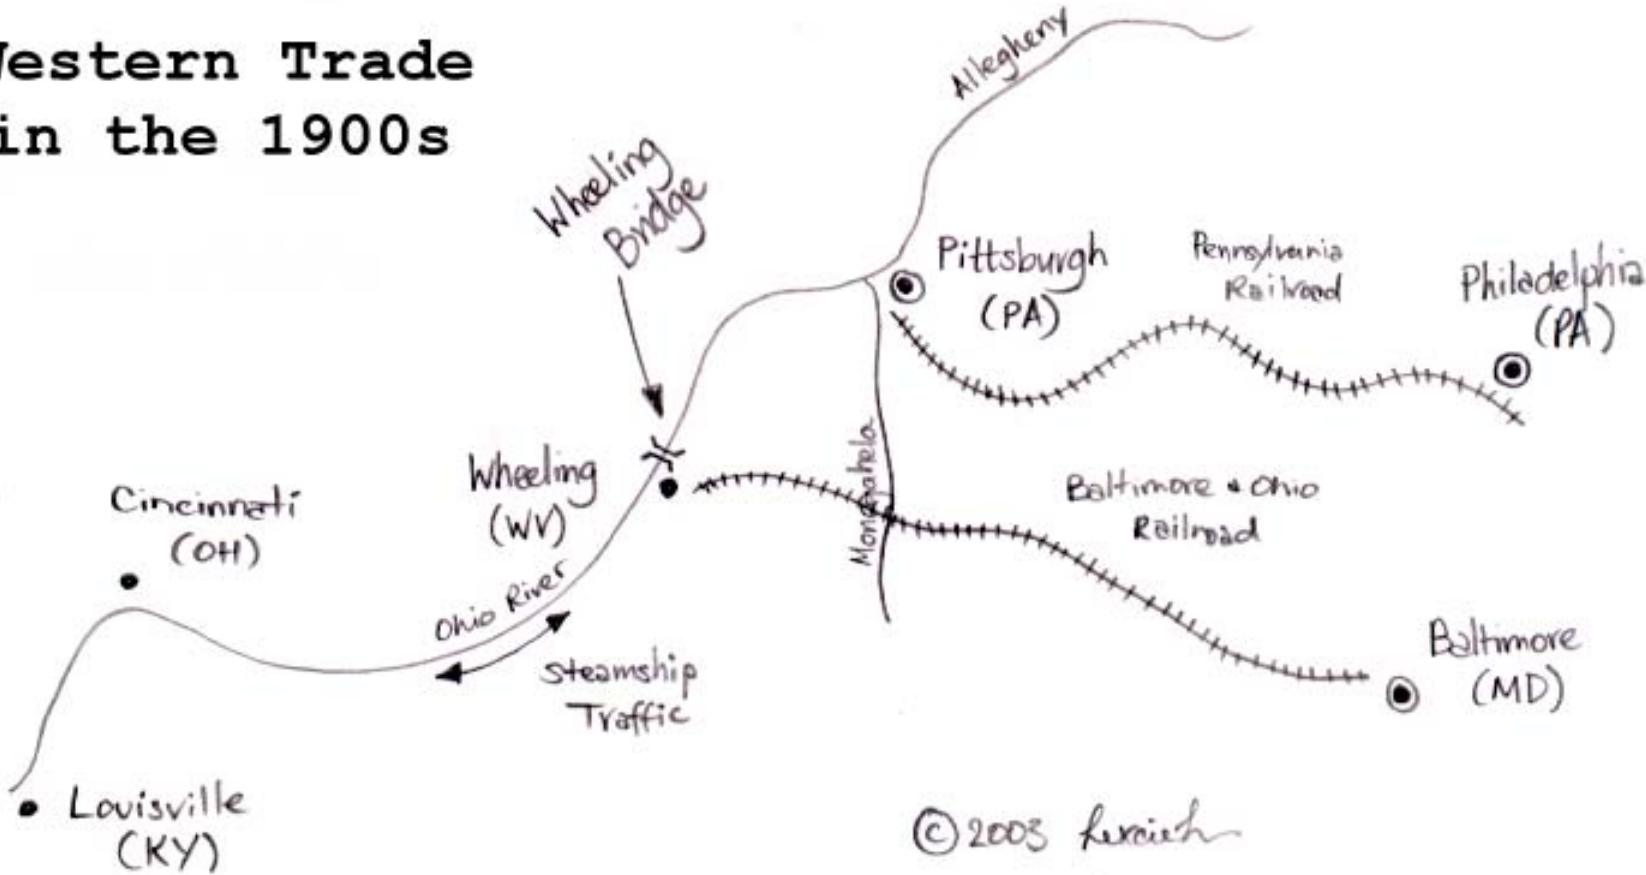 Western Trade
in the 1900s
Allegheny
Wheeling
Bridge
Pittsburgh
(PA)
Pennsylvania
Railroad
Philadelphia
(PA)
Wheeling
(WV)
Monongahela
Baltimore & Ohio
Railroad
Cincinnati
(OH)
Ohio River
Steamship
Traffic
Baltimore
(MD)
Louisville
(KY)
© 2003